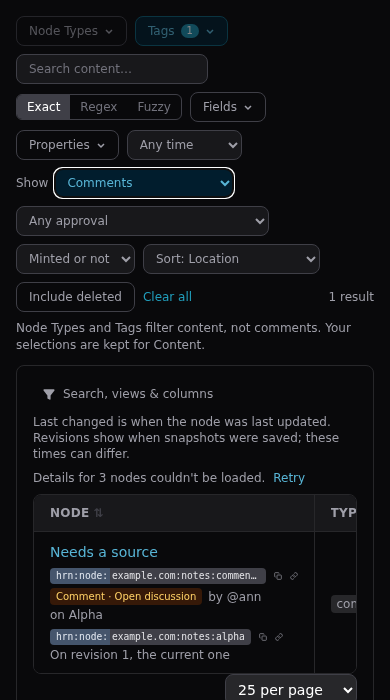 Node Types
Tags 1
Search content...
Exact Regex Fuzzy Fields
Properties Any time
Show Comments
Any approval
Minted or not Sort: Location
Include deleted Clear all 1 result
Node Types and Tags filter content, not comments. Your
selections are kept for Content.
Search, views & columns
Last changed is when the node was last updated.
Revisions show when snapshots were saved; these
times can differ.
Details for 3 nodes couldn't be loaded. Retry
NODE TYP
Needs a source
hrn:node: example.com:notes:commen…
Comment · Open discussion by @ann
on Alpha
hrn:node: example.com:notes:alpha
On revision 1, the current one
25 per page